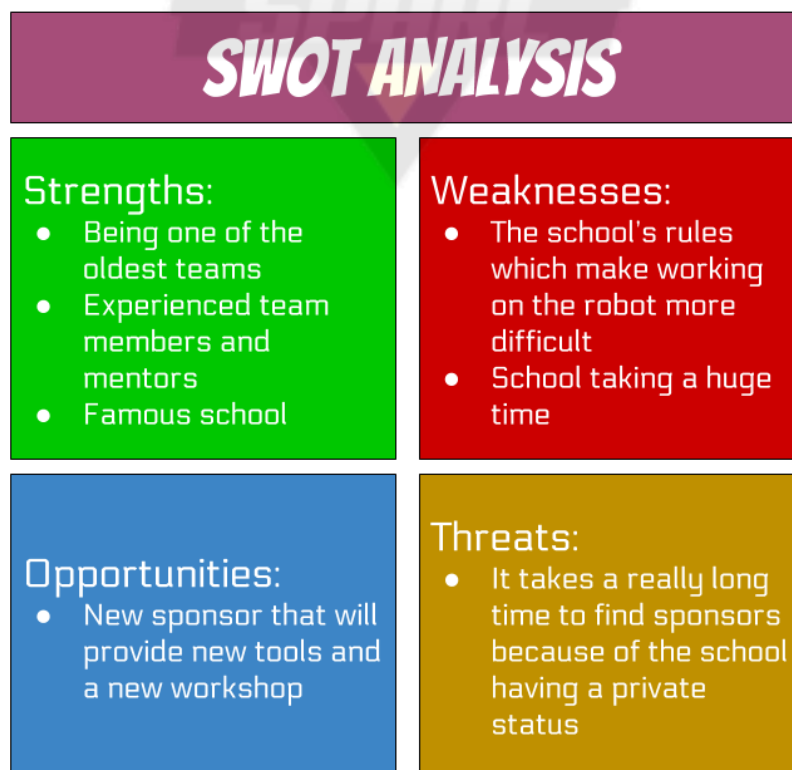 SWOT ANALYSIS
Strengths:
● Being one of the
oldest teams
● Experienced team
members and
mentors
● Famous school
Weaknesses:
● The school's rules
which make working
on the robot more
difficult
● School taking a huge
time
Opportunities:
● New sponsor that will
provide new tools and
a new workshop
Threats:
● It takes a really long
time to find sponsors
because of the school
having a private
status